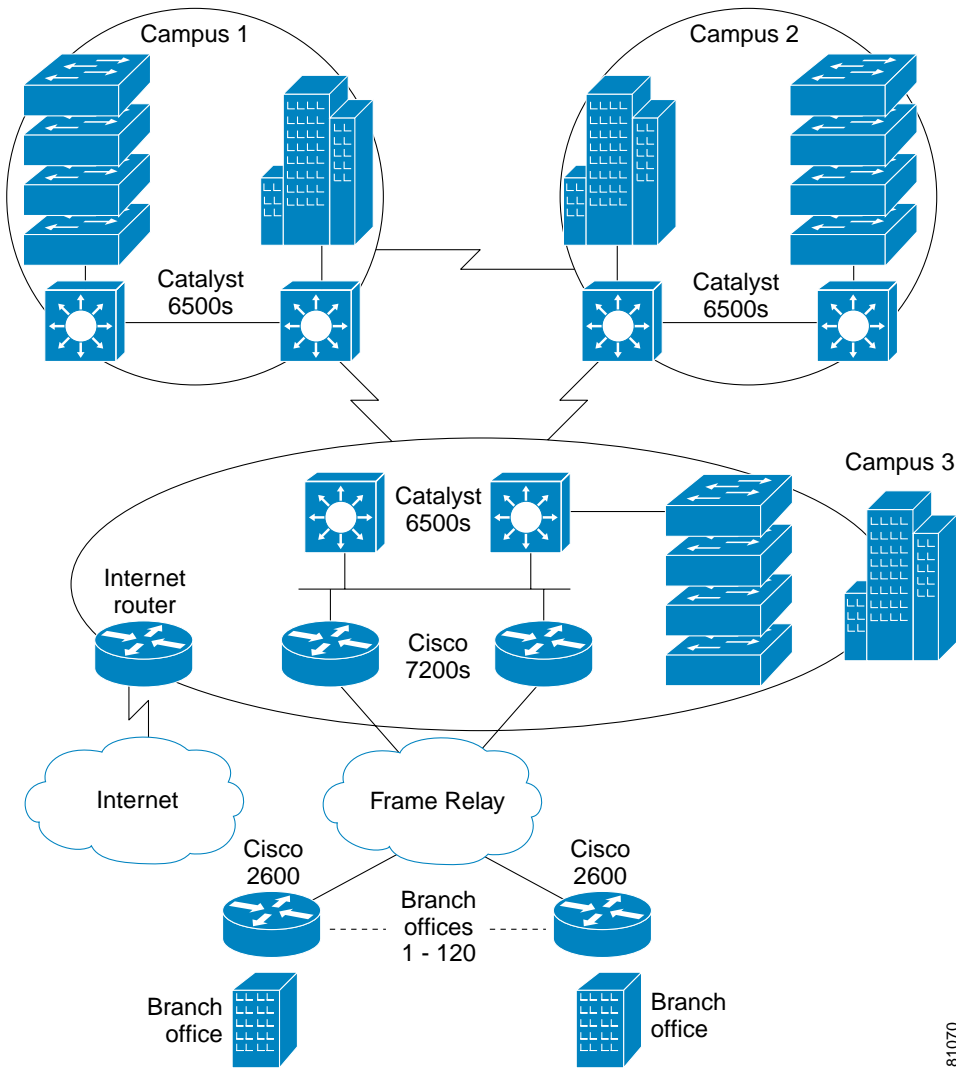 Campus 1
Campus 2
Catalyst
6500s
Catalyst
6500s
Campus 3
Catalyst
6500s
Internet
router
Cisco
7200s
Internet
Frame Relay
Cisco
2600
Cisco
2600
Branch
offices
1 - 120
Branch
office
Branch
office
81070